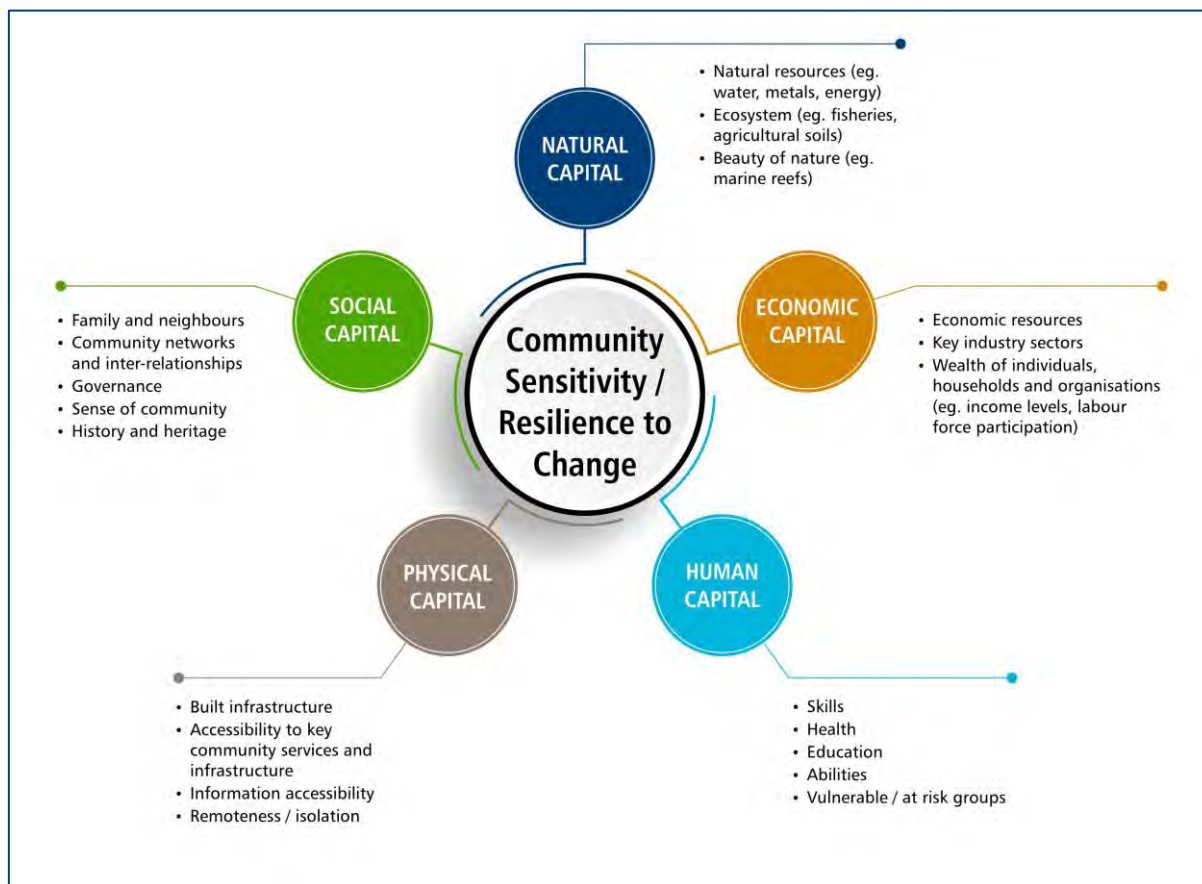 NATURAL
CAPITAL
• Natural resources (eg.
water, metals, energy)
• Ecosystem (eg. fisheries,
agricultural soils)
• Beauty of nature (eg.
marine reefs)
SOCIAL
CAPITAL
• Family and neighbours
• Community networks
and inter-relationships
• Governance
• Sense of community
• History and heritage
Community
Sensitivity /
Resilience to
Change
ECONOMIC
CAPITAL
• Economic resources
• Key industry sectors
• Wealth of individuals,
households and organisations
(eg. income levels, labour
force participation)
PHYSICAL
CAPITAL
• Built infrastructure
• Accessibility to key
community services and
infrastructure
• Information accessibility
• Remoteness / isolation
HUMAN
CAPITAL
• Skills
• Health
• Education
• Abilities
• Vulnerable / at risk groups